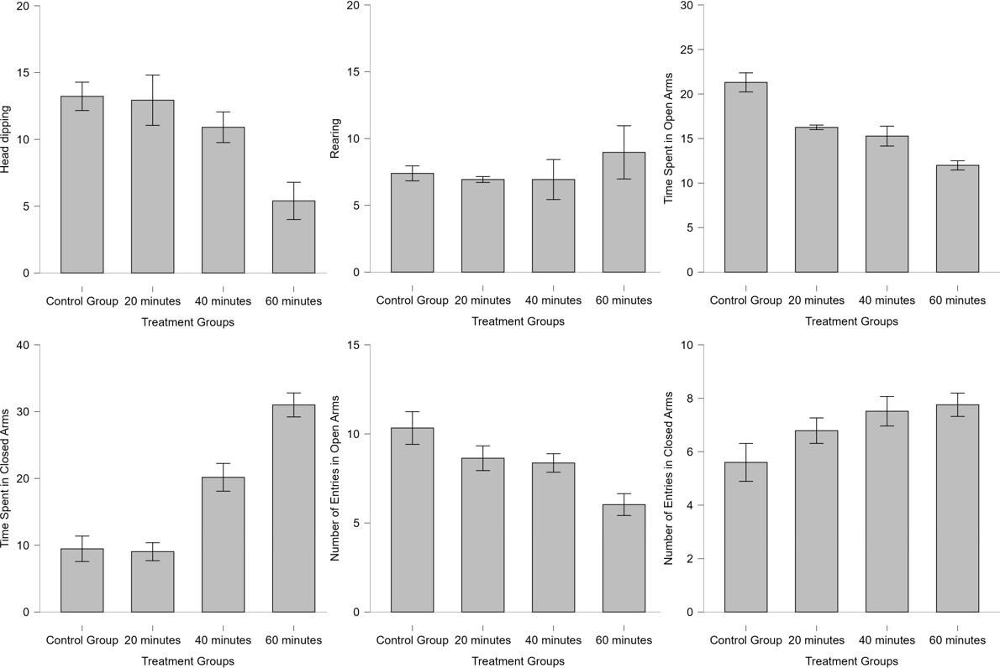 Head dipping
20
15
10
5
0
Control Group 20 minutes 40 minutes 60 minutes
Treatment Groups
Rearing
20
15
10
5
0
Control Group 20 minutes 40 minutes 60 minutes
Treatment Groups
Time Spent in Open Arms
30
25
20
15
10
5
0
Control Group 20 minutes 40 minutes 60 minutes
Treatment Groups
Time Spent in Closed Arms
40
30
20
10
0
Control Group 20 minutes 40 minutes 60 minutes
Treatment Groups
Number of Entries in Open Arms
15
10
5
0
Control Group 20 minutes 40 minutes 60 minutes
Treatment Groups
Number of Entries in Closed Arms
10
8
6
4
2
0
Control Group 20 minutes 40 minutes 60 minutes
Treatment Groups